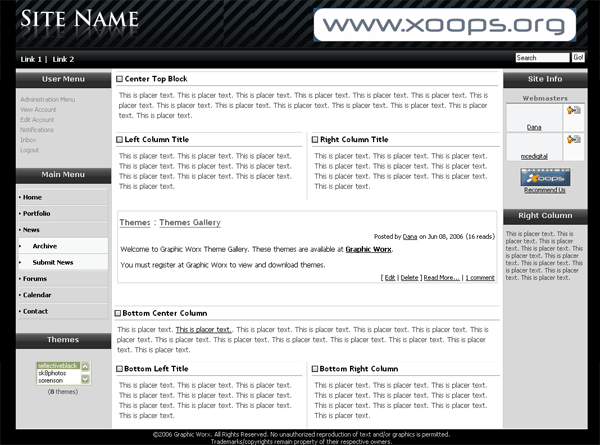 SITE NAME
www.xoops.org
Link 1 | Link 2
Search
Go!
User Menu
Administration Menu
View Account
Edit Account
Notifications
Inbox
Logout
Main Menu
Home
Portfolio
News
Archive
Submit News
Forums
Calendar
Contact
Themes
reflectiveblack
sk8photos
sorenson
(8 themes)
Center Top Block
This is placer text. This is placer text. This is placer text. This is placer text. This is placer text. This is
placer text. This is placer text. This is placer text. This is placer text. This is placer text. This is placer
text. This is placer text.
Left Column Title
This is placer text. This is placer text. This is placer
text. This is placer text. This is placer text. This is
placer text. This is placer text. This is placer text.
This is placer text. This is placer text. This is placer
text. This is placer text.
Right Column Title
This is placer text. This is placer text. This is placer
text. This is placer text. This is placer text. This is
placer text. This is placer text. This is placer text.
This is placer text. This is placer text. This is placer
text. This is placer text.
Themes : Themes Gallery
Posted by Dana on Jun 08, 2006 (16 reads)
Welcome to Graphic Worx Theme Gallery. These themes are available at Graphic Worx.
You must register at Graphic Worx to view and download themes.
[ Edit | Delete ] Read More... | 1 comment
Bottom Center Column
This is placer text. This is placer text.. This is placer text. This is placer text. This is placer text. This is
placer text. This is placer text. This is placer text. This is placer text. This is placer text. This is placer
text. This is placer text.
Bottom Left Title
This is placer text. This is placer text. This is placer
text. This is placer text. This is placer text. This is
placer text. This is placer text. This is placer text.
This is placer text. This is placer text. This is placer
text. This is placer text.
Bottom Right Column
This is placer text. This is placer text. This is placer
text. This is placer text. This is placer text. This is
placer text. This is placer text. This is placer text.
This is placer text. This is placer text. This is placer
text. This is placer text.
Site Info
Webmasters
Dana
mcedigital
Xoops
Recommend Us
Right Column
This is placer text. This
is placer text. This is
placer text. This is placer
text. This is placer text.
This is placer text. This
is placer text. This is
placer text.
©2006 Graphic Worx. All Rights Reserved. No unauthorized reproduction of text and/or graphics is permitted.
Trademarks/copyrights remain property of their respective owners.